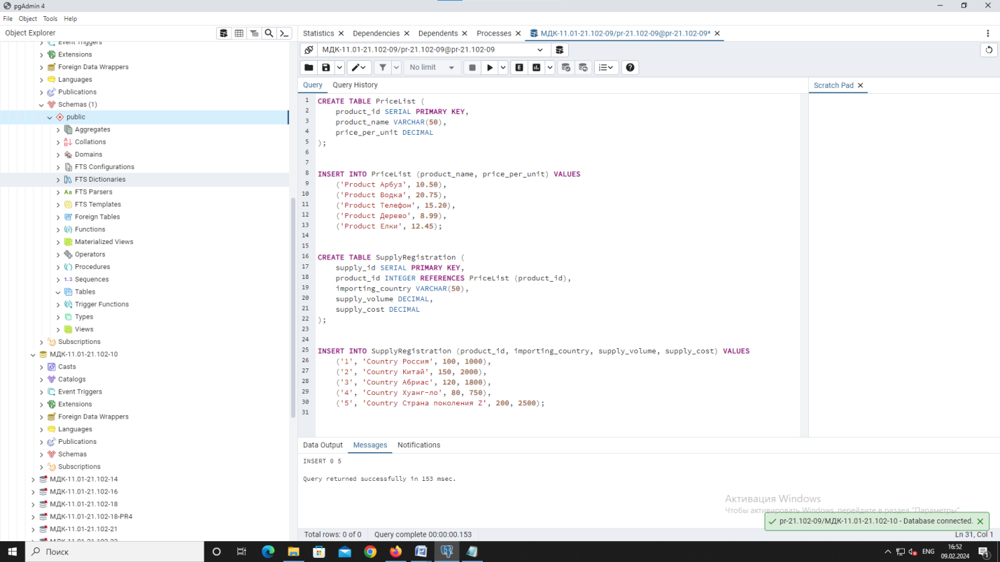 pgAdmin 4
File Object Tools Help
Object Explorer
Event Triggers
Extensions
Foreign Data Wrappers
Languages
Publications
Schemas (1)
public
Aggregates
Collations
Domains
FTS Configurations
FTS Dictionaries
FTS Parsers
FTS Templates
Foreign Tables
Functions
Materialized Views
Operators
Procedures
Sequences
Tables
Trigger Functions
Types
Views
Subscriptions
МДК-11.01-21.102-10
Casts
Catalogs
Event Triggers
Extensions
Foreign Data Wrappers
Languages
Publications
Schemas
Subscriptions
МДК-11.01-21.102-14
МДК-11.01-21.102-16
МДК-11.01-21.102-18
МДК-11.01-21.102-18-PR4
МДК-11.01-21.102-21
Statistics Dependencies Dependents Processes МДК-11.01-21.102-09/pr-21.102-09@pr-21.102-09*
МДК-11.01-21.102-09/pr-21.102-09@pr-21.102-09
No limit
Query Query History
Scratch Pad
1 CREATE TABLE PriceList (
2 product_id SERIAL PRIMARY KEY,
3 product_name VARCHAR(50),
4 price_per_unit DECIMAL
5 );
6
7
8 INSERT INTO PriceList (product_name, price_per_unit) VALUES
9 ('Product Арбуз', 10.50),
10 ('Product Водка', 20.75),
11 ('Product Телефон', 15.20),
12 ('Product Дерево', 8.99),
13 ('Product Елки', 12.45);
14
15
16 CREATE TABLE SupplyRegistration (
17 supply_id SERIAL PRIMARY KEY,
18 product_id INTEGER REFERENCES PriceList (product_id),
19 importing_country VARCHAR(50),
20 supply_volume DECIMAL,
21 supply_cost DECIMAL
22 );
23
24
25 INSERT INTO SupplyRegistration (product_id, importing_country, supply_volume, supply_cost) VALUES
26 ('1', 'Country Россия', 100, 1000),
27 ('2', 'Country Китай', 150, 2000),
28 ('3', 'Country Абриас', 120, 1800),
29 ('4', 'Country Хуанг-ло', 80, 750),
30 ('5', 'Country Страна поколения Z', 200, 2500);
31
Data Output Messages Notifications
INSERT 0 5
Query returned successfully in 153 msec.
Активация Windows
Чтобы активировать Windows, перейдите в раздел "Параметры".
pr-21.102-09/МДК-11.01-21.102-10 - Database connected.
Total rows: 0 of 0 Query complete 00:00:00.153
Ln 31, Col 1
Поиск
ENG
16:52
09.02.2024